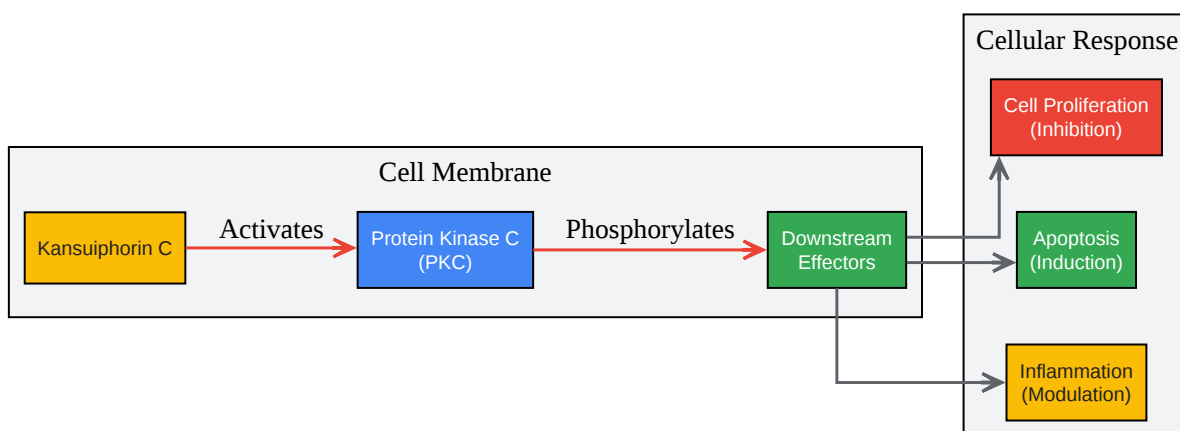 Cellular Response
Cell Proliferation
(Inhibition)
Cell Membrane
Kansuiphorin C
Activates
Protein Kinase C
(PKC)
Phosphorylates
Downstream
Effectors
Apoptosis
(Induction)
Inflammation
(Modulation)